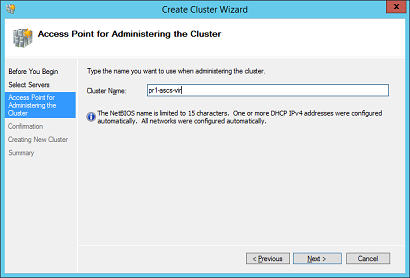 Create Cluster Wizard
Access Point for Administering the Cluster
Before You Begin
Select Servers
Access Point for
Administering the
Cluster
Confirmation
Creating New Cluster
Summary
Type the name you want to use when administering the cluster.
Cluster Name:
pr1-ascs-vir
The NetBIOS name is limited to 15 characters. One or more DHCP IPv4 addresses were configured
automatically. All networks were configured automatically.
< Previous
Next >
Cancel